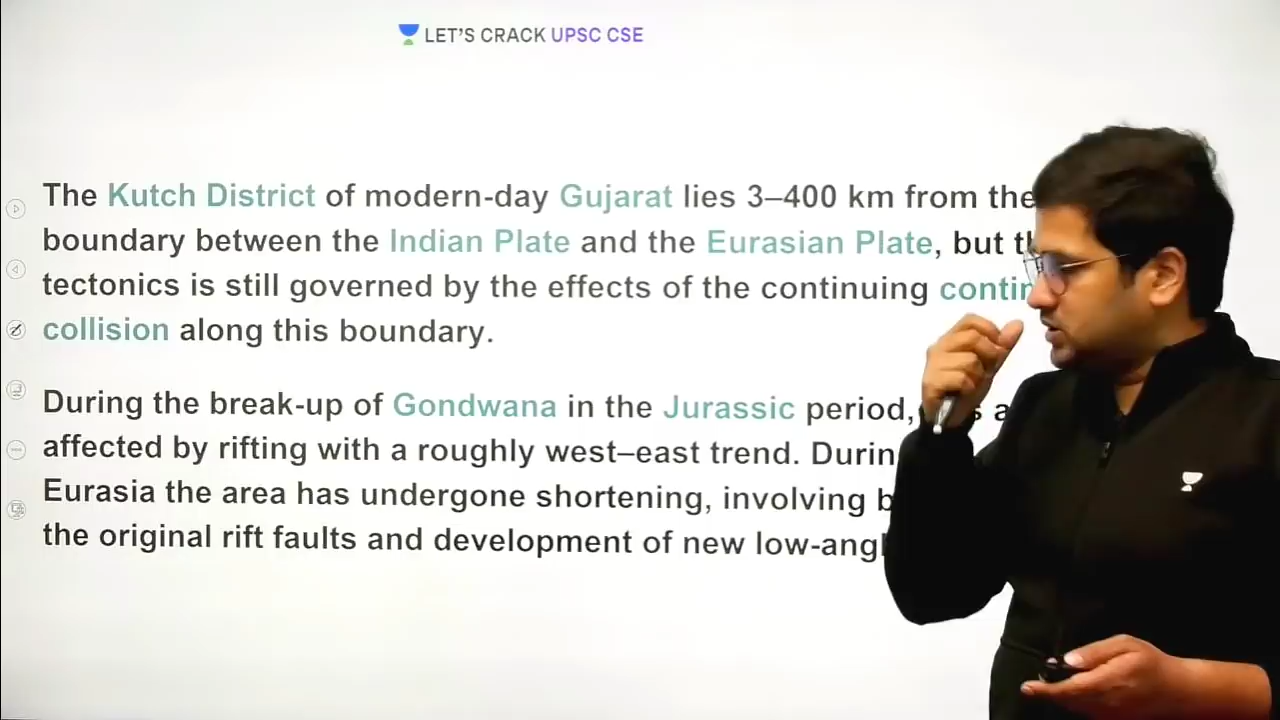 LET'S CRACK UPSC CSE
The Kutch District of modern-day Gujarat lies 3–400 km from the
boundary between the Indian Plate and the Eurasian Plate, but
tectonics is still governed by the effects of the continuing
collision along this boundary.
During the break-up of Gondwana in the Jurassic period,
affected by rifting with a roughly west–east trend.
Eurasia the area has undergone shortening, involving
the original rift faults and development of new